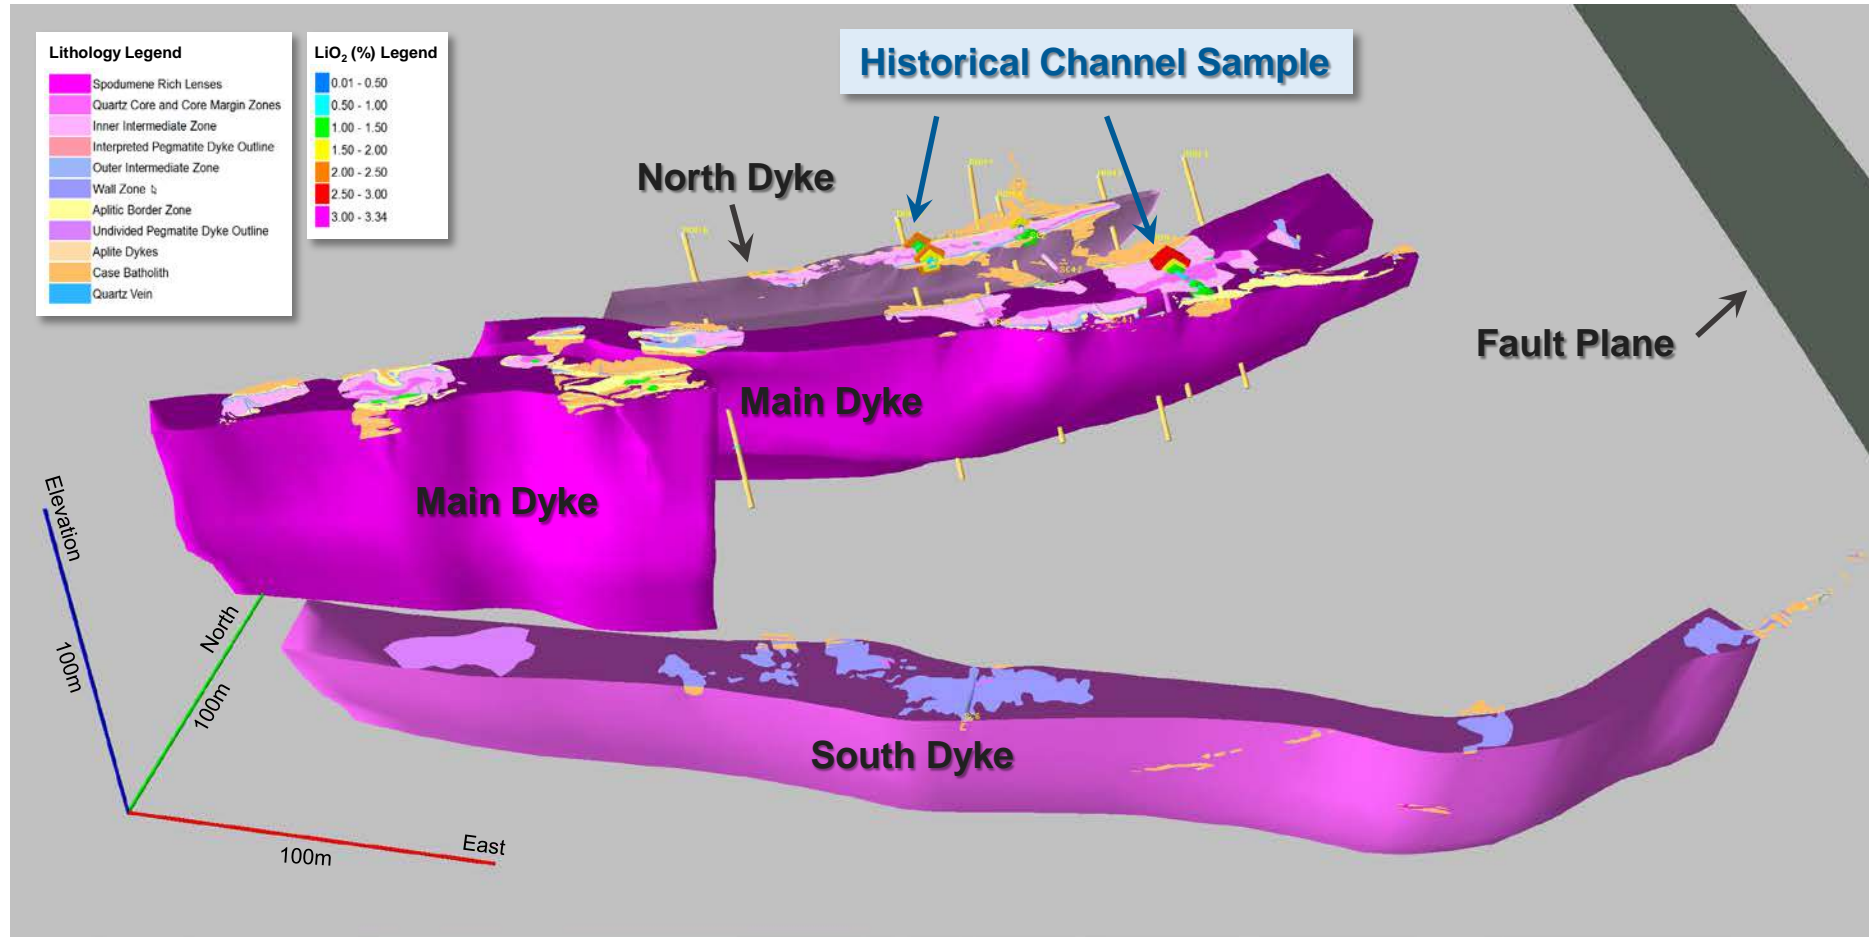 Lithology Legend
Spodumene Rich Lenses
Quartz Core and Core Margin Zones
Inner Intermediate Zone
Interpreted Pegmatite Dyke Outline
Outer Intermediate Zone
Wall Zone
Aplitic Border Zone
Undivided Pegmatite Dyke Outline
Aplite Dykes
Case Batholith
Quartz Vein
LiO2 (%) Legend
0.01 - 0.50
0.50 - 1.00
1.00 - 1.50
1.50 - 2.00
2.00 - 2.50
2.50 - 3.00
3.00 - 3.34
Historical Channel Sample
North Dyke
Fault Plane
Main Dyke
Main Dyke
South Dyke
Elevation
100m
North
100m
East
100m